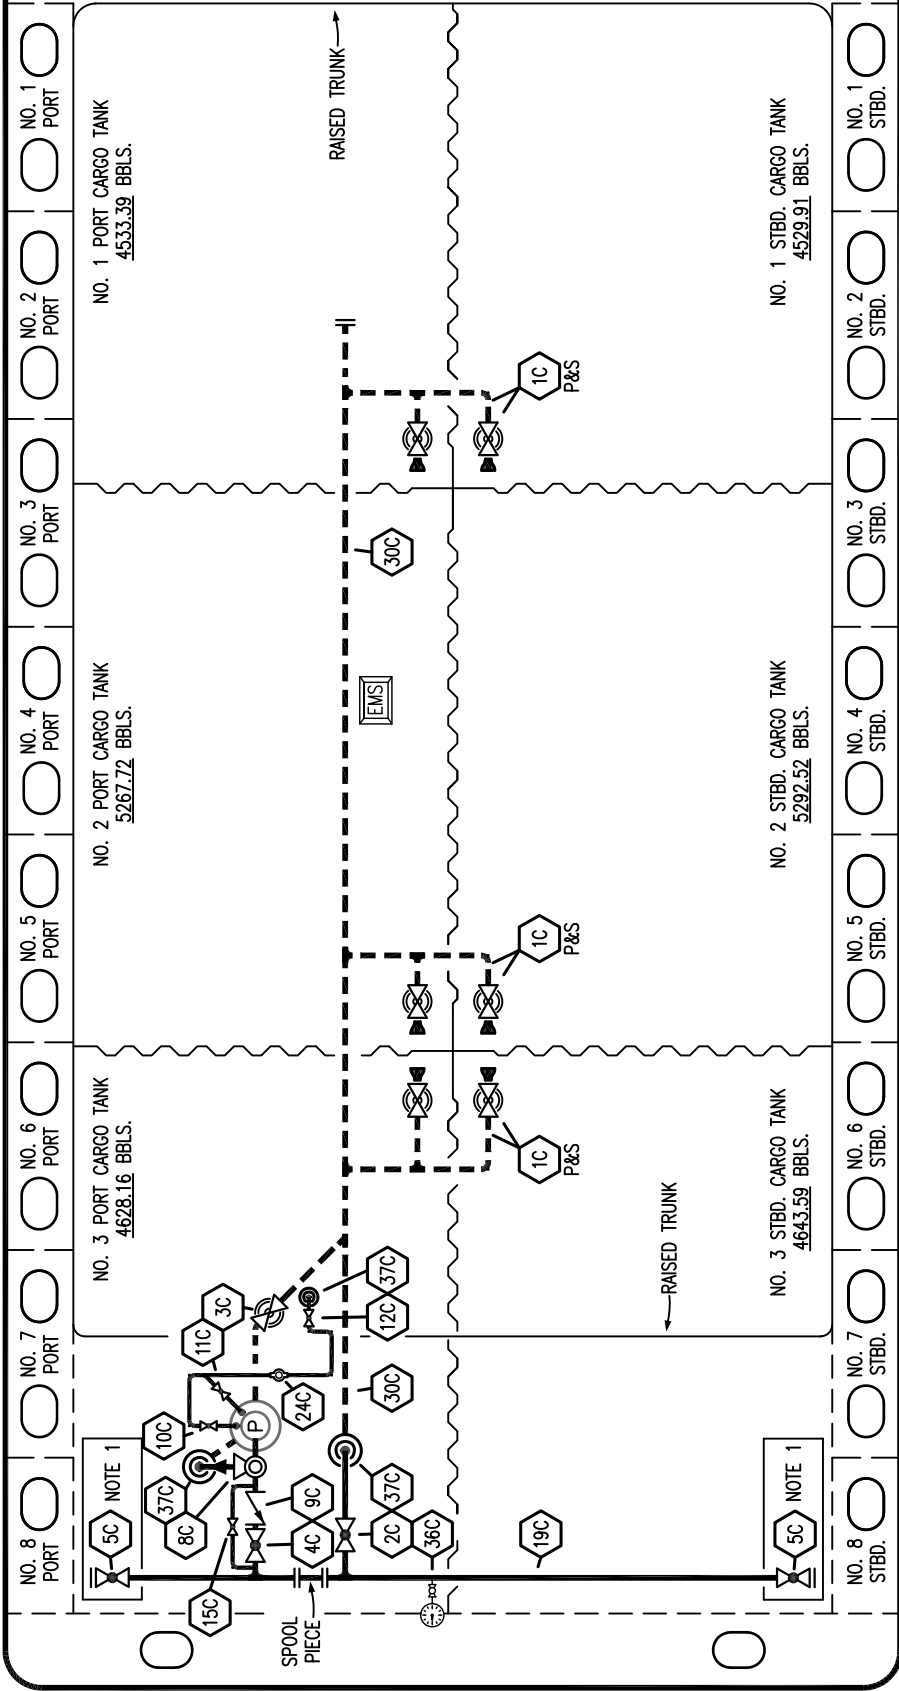 NO. 1
PORT
NO. 2
PORT
NO. 3
PORT
NO. 4
PORT
NO. 5
PORT
NO. 6
PORT
NO. 7
PORT
NO. 8
PORT
NO. 1 PORT CARGO TANK
4533.39 BBLS.
RAISED TRUNK
NO. 1 STBD. CARGO TANK
4529.91 BBLS.
1C
P&S
30C
NO. 2 PORT CARGO TANK
5267.72 BBLS.
EMS
NO. 2 STBD. CARGO TANK
5292.52 BBLS.
1C
P&S
NO. 3 PORT CARGO TANK
4628.16 BBLS.
1C
P&S
NO. 3 STBD. CARGO TANK
4643.59 BBLS.
RAISED TRUNK
3C
11C
37C
12C
10C
P
24C
30C
37C
8C
9C
4C
37C
2C
36C
19C
15C
SPOOL
PIECE
5C
NOTE 1
5C
NOTE 1
NO. 1
STBD.
NO. 2
STBD.
NO. 3
STBD.
NO. 4
STBD.
NO. 5
STBD.
NO. 6
STBD.
NO. 7
STBD.
NO. 8
STBD.